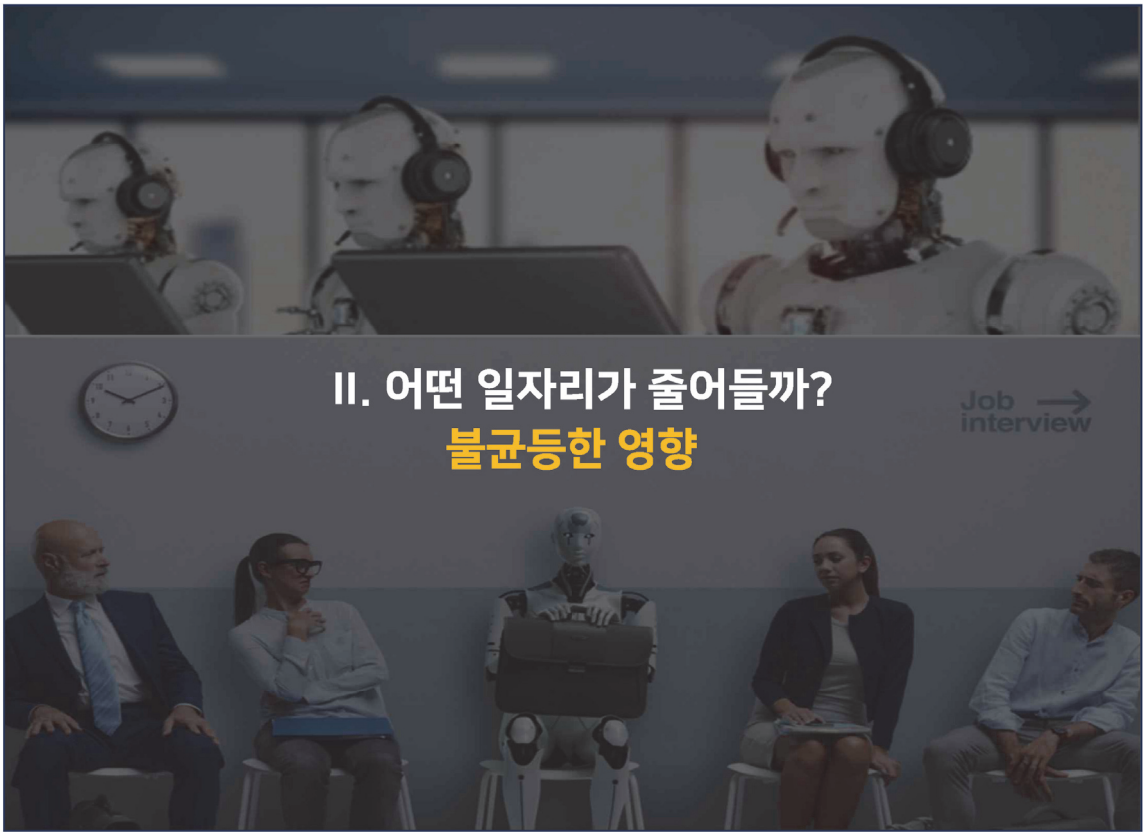 II. 어떤 일자리가 줄어들까?
불균등한 영향
Job →
interview